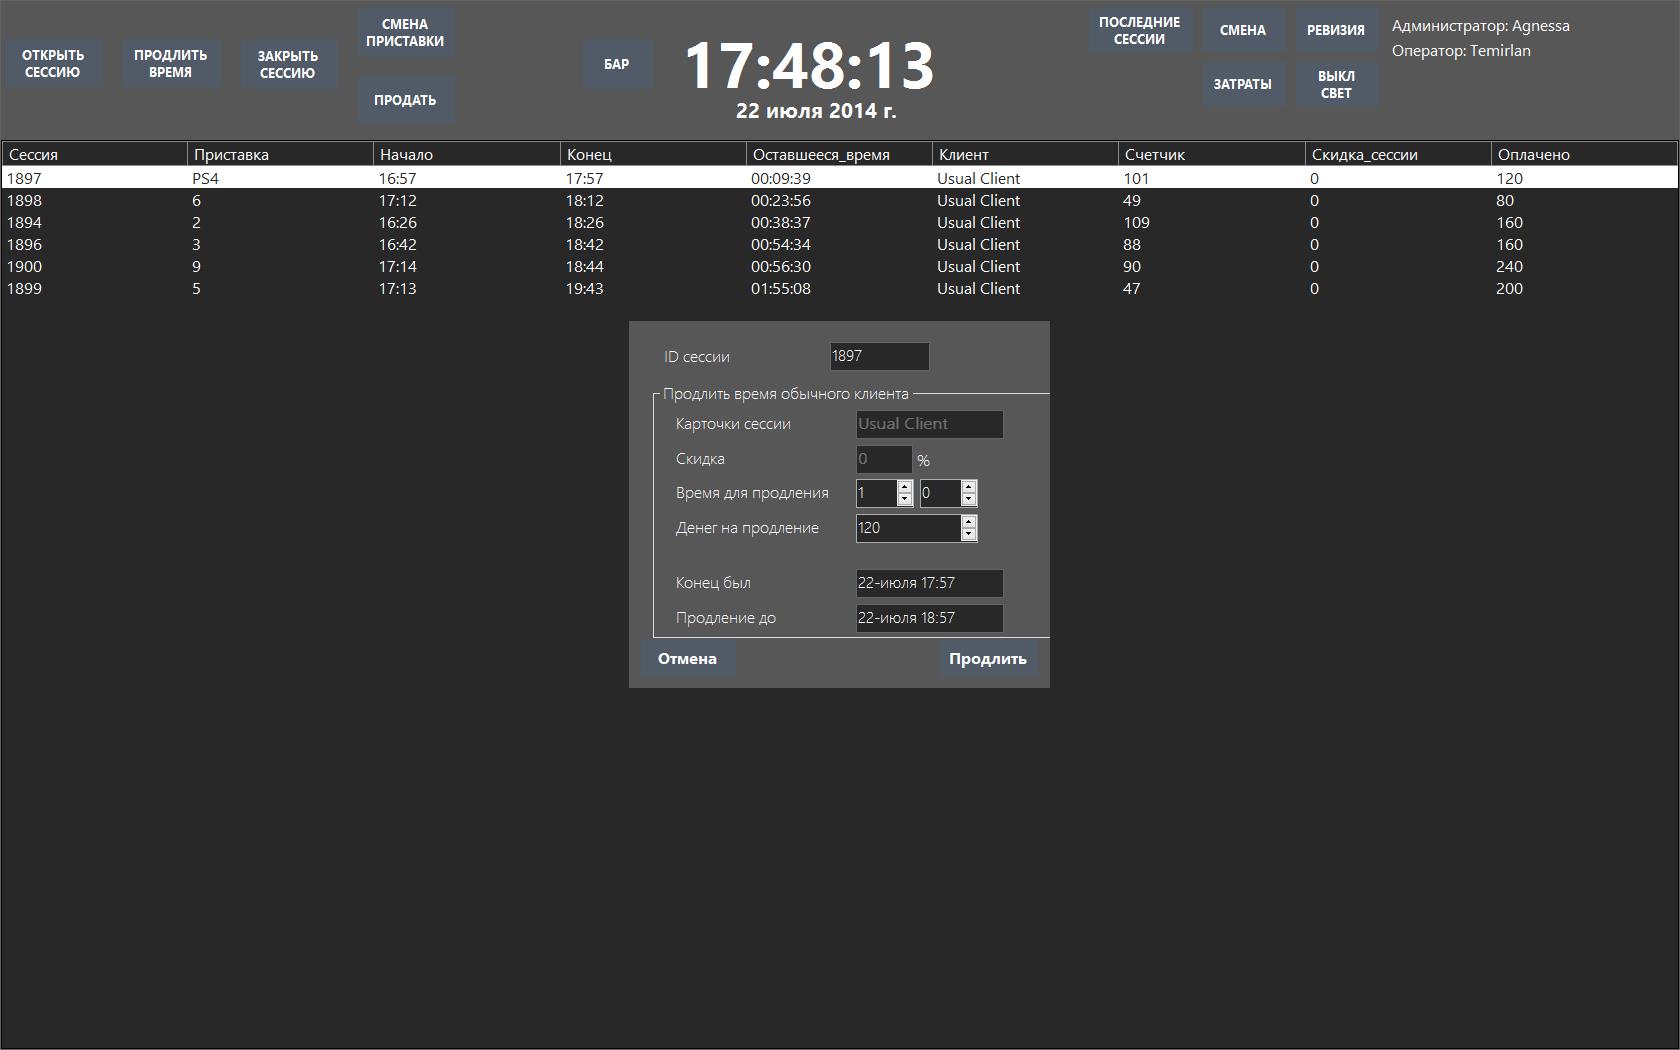 ОТКРЫТЬ
СЕССИЮ
ПРОДЛИТЬ
ВРЕМЯ
ЗАКРЫТЬ
СЕССИЮ
СМЕНА
ПРИСТАВКИ
ПРОДАТЬ
БАР
17:48:13
22 июля 2014 г.
ПОСЛЕДНИЕ
СЕССИИ
СМЕНА
РЕВИЗИЯ
ЗАТРАТЫ
ВЫКЛ
СВЕТ
Администратор: Agnessa
Оператор: Temirlan
Сессия Приставка Начало Конец Оставшееся_время Клиент Счетчик Скидка_сессии Оплачено
1897 PS4 16:57 17:57 00:09:39 Usual Client 101 0 120
1898 6 17:12 18:12 00:23:56 Usual Client 49 0 80
1894 2 16:26 18:26 00:38:37 Usual Client 109 0 160
1896 3 16:42 18:42 00:54:34 Usual Client 88 0 160
1900 9 17:14 18:44 00:56:30 Usual Client 90 0 240
1899 5 17:13 19:43 01:55:08 Usual Client 47 0 200
ID сессии 1897
Продлить время обычного клиента
Карточки сессии Usual Client
Скидка 0 %
Время для продления 1 0
Денег на продление 120
Конец был 22-июля 17:57
Продление до 22-июля 18:57
Отмена Продлить